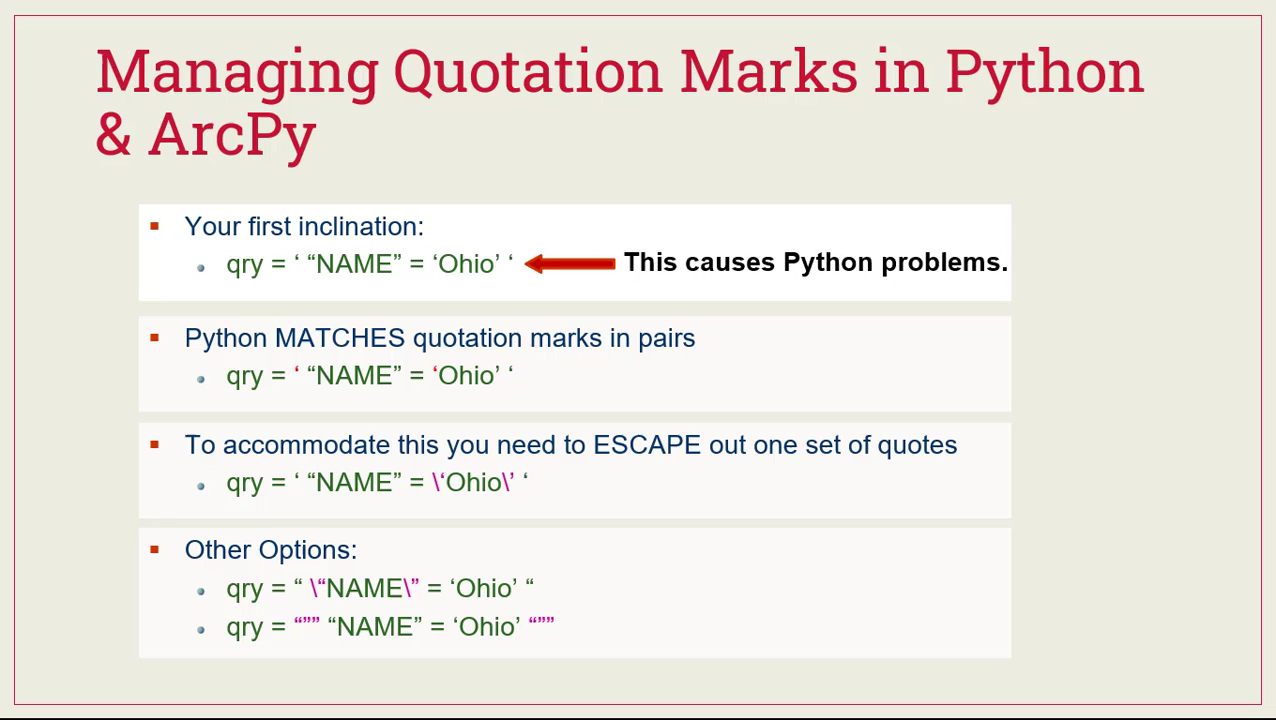 Managing Quotation Marks in Python
& ArcPy
Your first inclination:
qry = ‘ “NAME” = ‘Ohio’ ‘
This causes Python problems.
Python MATCHES quotation marks in pairs
qry = ‘ “NAME” = ‘Ohio’ ‘
To accommodate this you need to ESCAPE out one set of quotes
qry = ‘ “NAME” = \‘Ohio\’ ‘
Other Options:
qry = “ \“NAME\” = ‘Ohio’ “
qry = “”” “NAME” = ‘Ohio’ “””